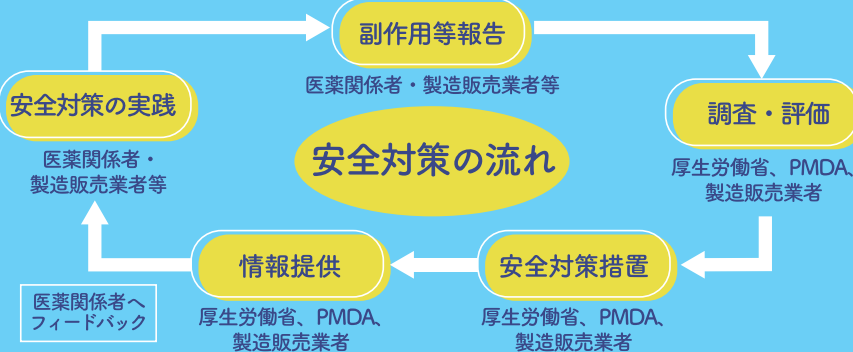 副作用等報告
医薬関係者・製造販売業者等
安全対策の実践
医薬関係者・
製造販売業者等
調査・評価
厚生労働省、PMDA、
製造販売業者
安全対策の流れ
情報提供
厚生労働省、PMDA、
製造販売業者
安全対策措置
厚生労働省、PMDA、
製造販売業者
医薬関係者へ
フィードバック